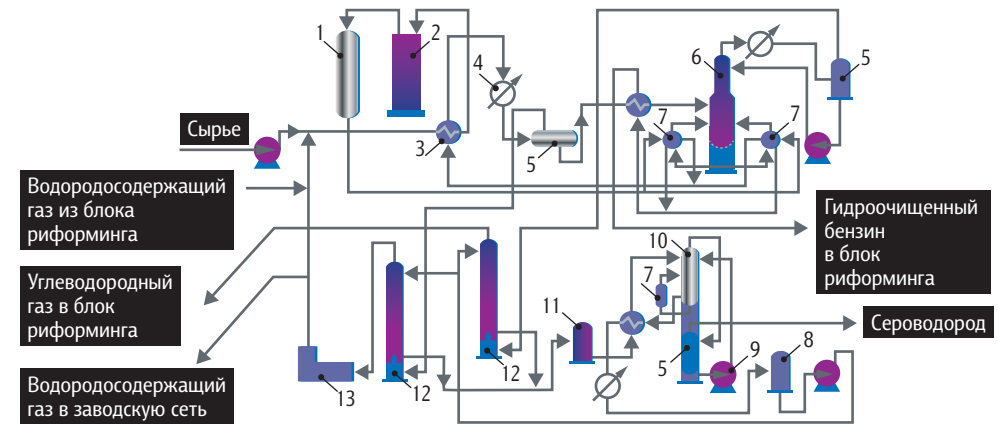 1
2
3
4
5
6
5
7
7
Сырье
Водородосодержащий
газ из блока
риформинга
Углеводородный
газ в блок
риформинга
Водородосодержащий
газ в заводскую сеть
Гидроочищенный
бензин
в блок
риформинга
Сероводород
10
7
11
12
12
13
5
9
8